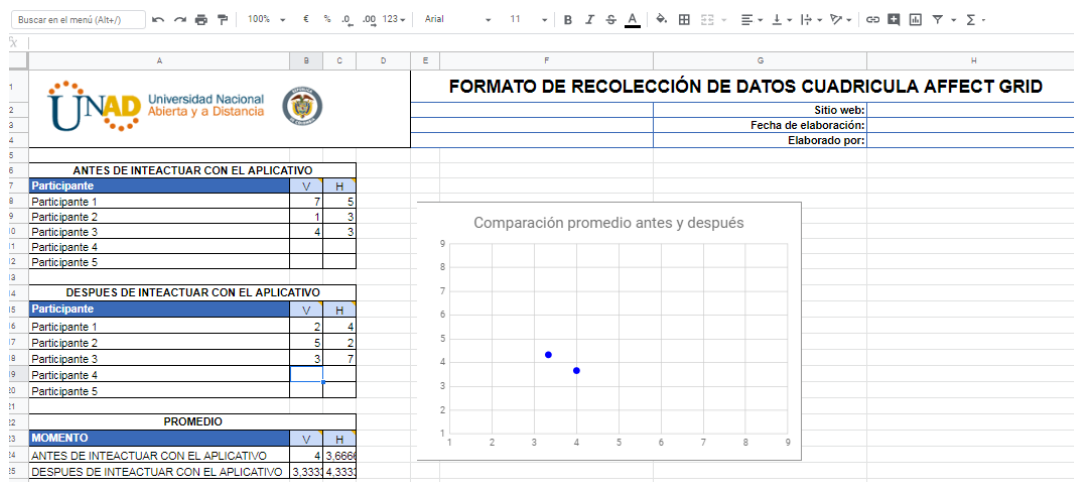 Buscar en el menú (Alt+/) 100% € % .0 .00 123 Arial 11 B I S A
A B C D E F G H
1 UNAD Universidad Nacional Abierta y a Distancia FORMATO DE RECOLECCIÓN DE DATOS CUADRICULA AFFECT GRID
2 Sitio web:
3 Fecha de elaboración:
4 Elaborado por:
5
6 ANTES DE INTEACTUAR CON EL APLICATIVO
7 Participante V H
8 Participante 1 7 5
9 Participante 2 1 3
10 Participante 3 4 3
11 Participante 4
12 Participante 5
13
14 DESPUES DE INTEACTUAR CON EL APLICATIVO
15 Participante V H
16 Participante 1 2 4
17 Participante 2 5 2
18 Participante 3 3 7
19 Participante 4
20 Participante 5
21
22 PROMEDIO
23 MOMENTO V H
24 ANTES DE INTEACTUAR CON EL APLICATIVO 4 3,666
25 DESPUES DE INTEACTUAR CON EL APLICATIVO 3,333 4,333
Comparación promedio antes y después
9
8
7
6
5
4
3
2
1
1 2 3 4 5 6 7 8 9